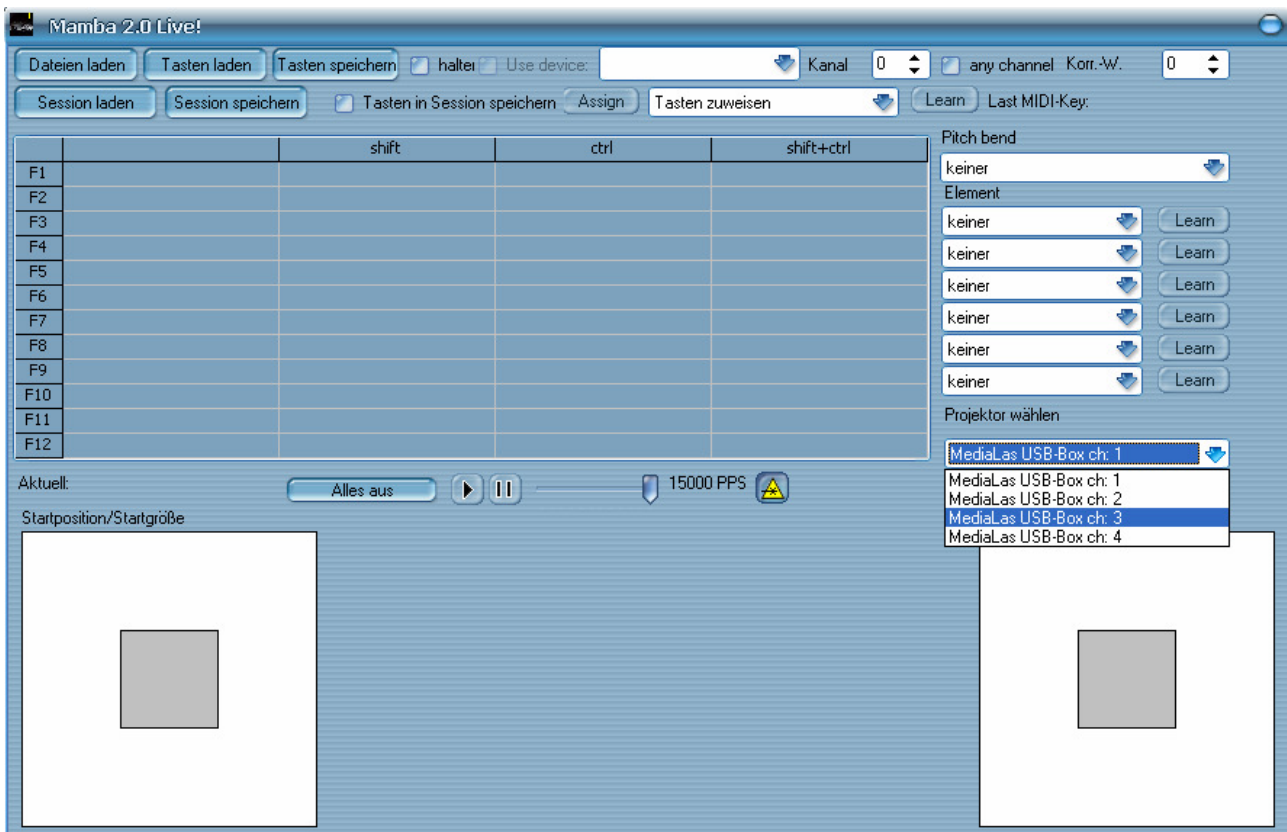 Mamba 2.0 Live!
Dateien laden Tasten laden Tasten speichern halter Use device: Kanal 0 any channel Korr.-W. 0
Session laden Session speichern Tasten in Session speichern Assign Tasten zuweisen Learn Last MIDI-Key:
shift ctrl shift+ctrl
F1
F2
F3
F4
F5
F6
F7
F8
F9
F10
F11
F12
Pitch bend
keiner
Element
keiner Learn
keiner Learn
keiner Learn
keiner Learn
keiner Learn
keiner Learn
Projektor wählen
MediaLas USB-Box ch: 1
MediaLas USB-Box ch: 1
MediaLas USB-Box ch: 2
MediaLas USB-Box ch: 3
MediaLas USB-Box ch: 4
Aktuell: Alles aus 15000 PPS
Startposition/Startgröße